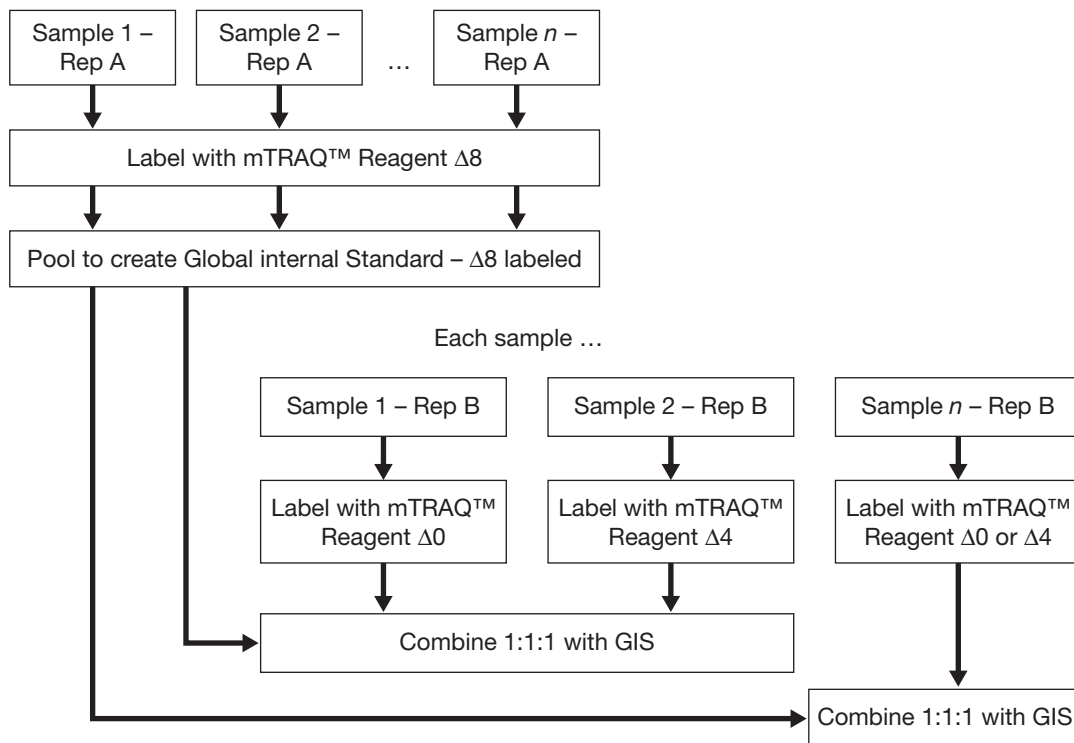 Sample 1 –
Rep A
Sample 2 –
Rep A
...
Sample n –
Rep A
Label with mTRAQ™ Reagent Δ8
Pool to create Global internal Standard – Δ8 labeled
Each sample ...
Sample 1 – Rep B
Sample 2 – Rep B
Sample n – Rep B
Label with mTRAQ™
Reagent Δ0
Label with mTRAQ™
Reagent Δ4
Label with mTRAQ™
Reagent Δ0 or Δ4
Combine 1:1:1 with GIS
Combine 1:1:1 with GIS